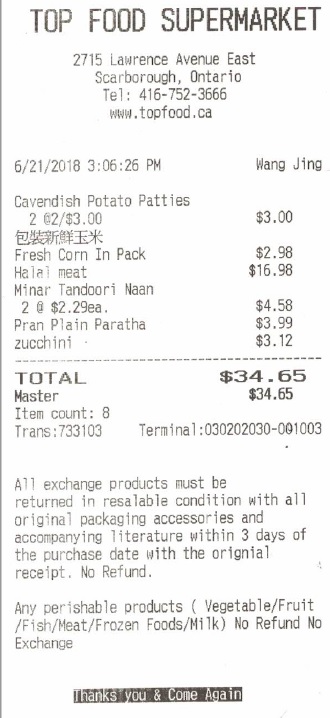 TOP FOOD SUPERMARKET
2715 Lawrence Avenue East
Scarborough, Ontario
Tel: 416-752-3666
www.topfood.ca
6/21/2018 3:06:26 PM Wang Jing
Cavendish Potato Patties
2 @2/$3.00 $3.00
包裝新鮮玉米
Fresh Corn In Pack $2.98
Halal meat $16.98
Minar Tandoori Naan
2 @ $2.29ea. $4.58
Pran Plain Paratha $3.99
zucchini $3.12
TOTAL $34.65
Master $34.65
Item count: 8
Trans:733103 Terminal:030202030-001003
All exchange products must be
returned in resalable condition with all
original packaging accessories and
accompanying literature within 3 days of
the purchase date with the orignial
receipt. No Refund.
Any perishable products ( Vegetable/Fruit
/Fish/Meat/Frozen Foods/Milk) No Refund No
Exchange
Thanks you & Come Again